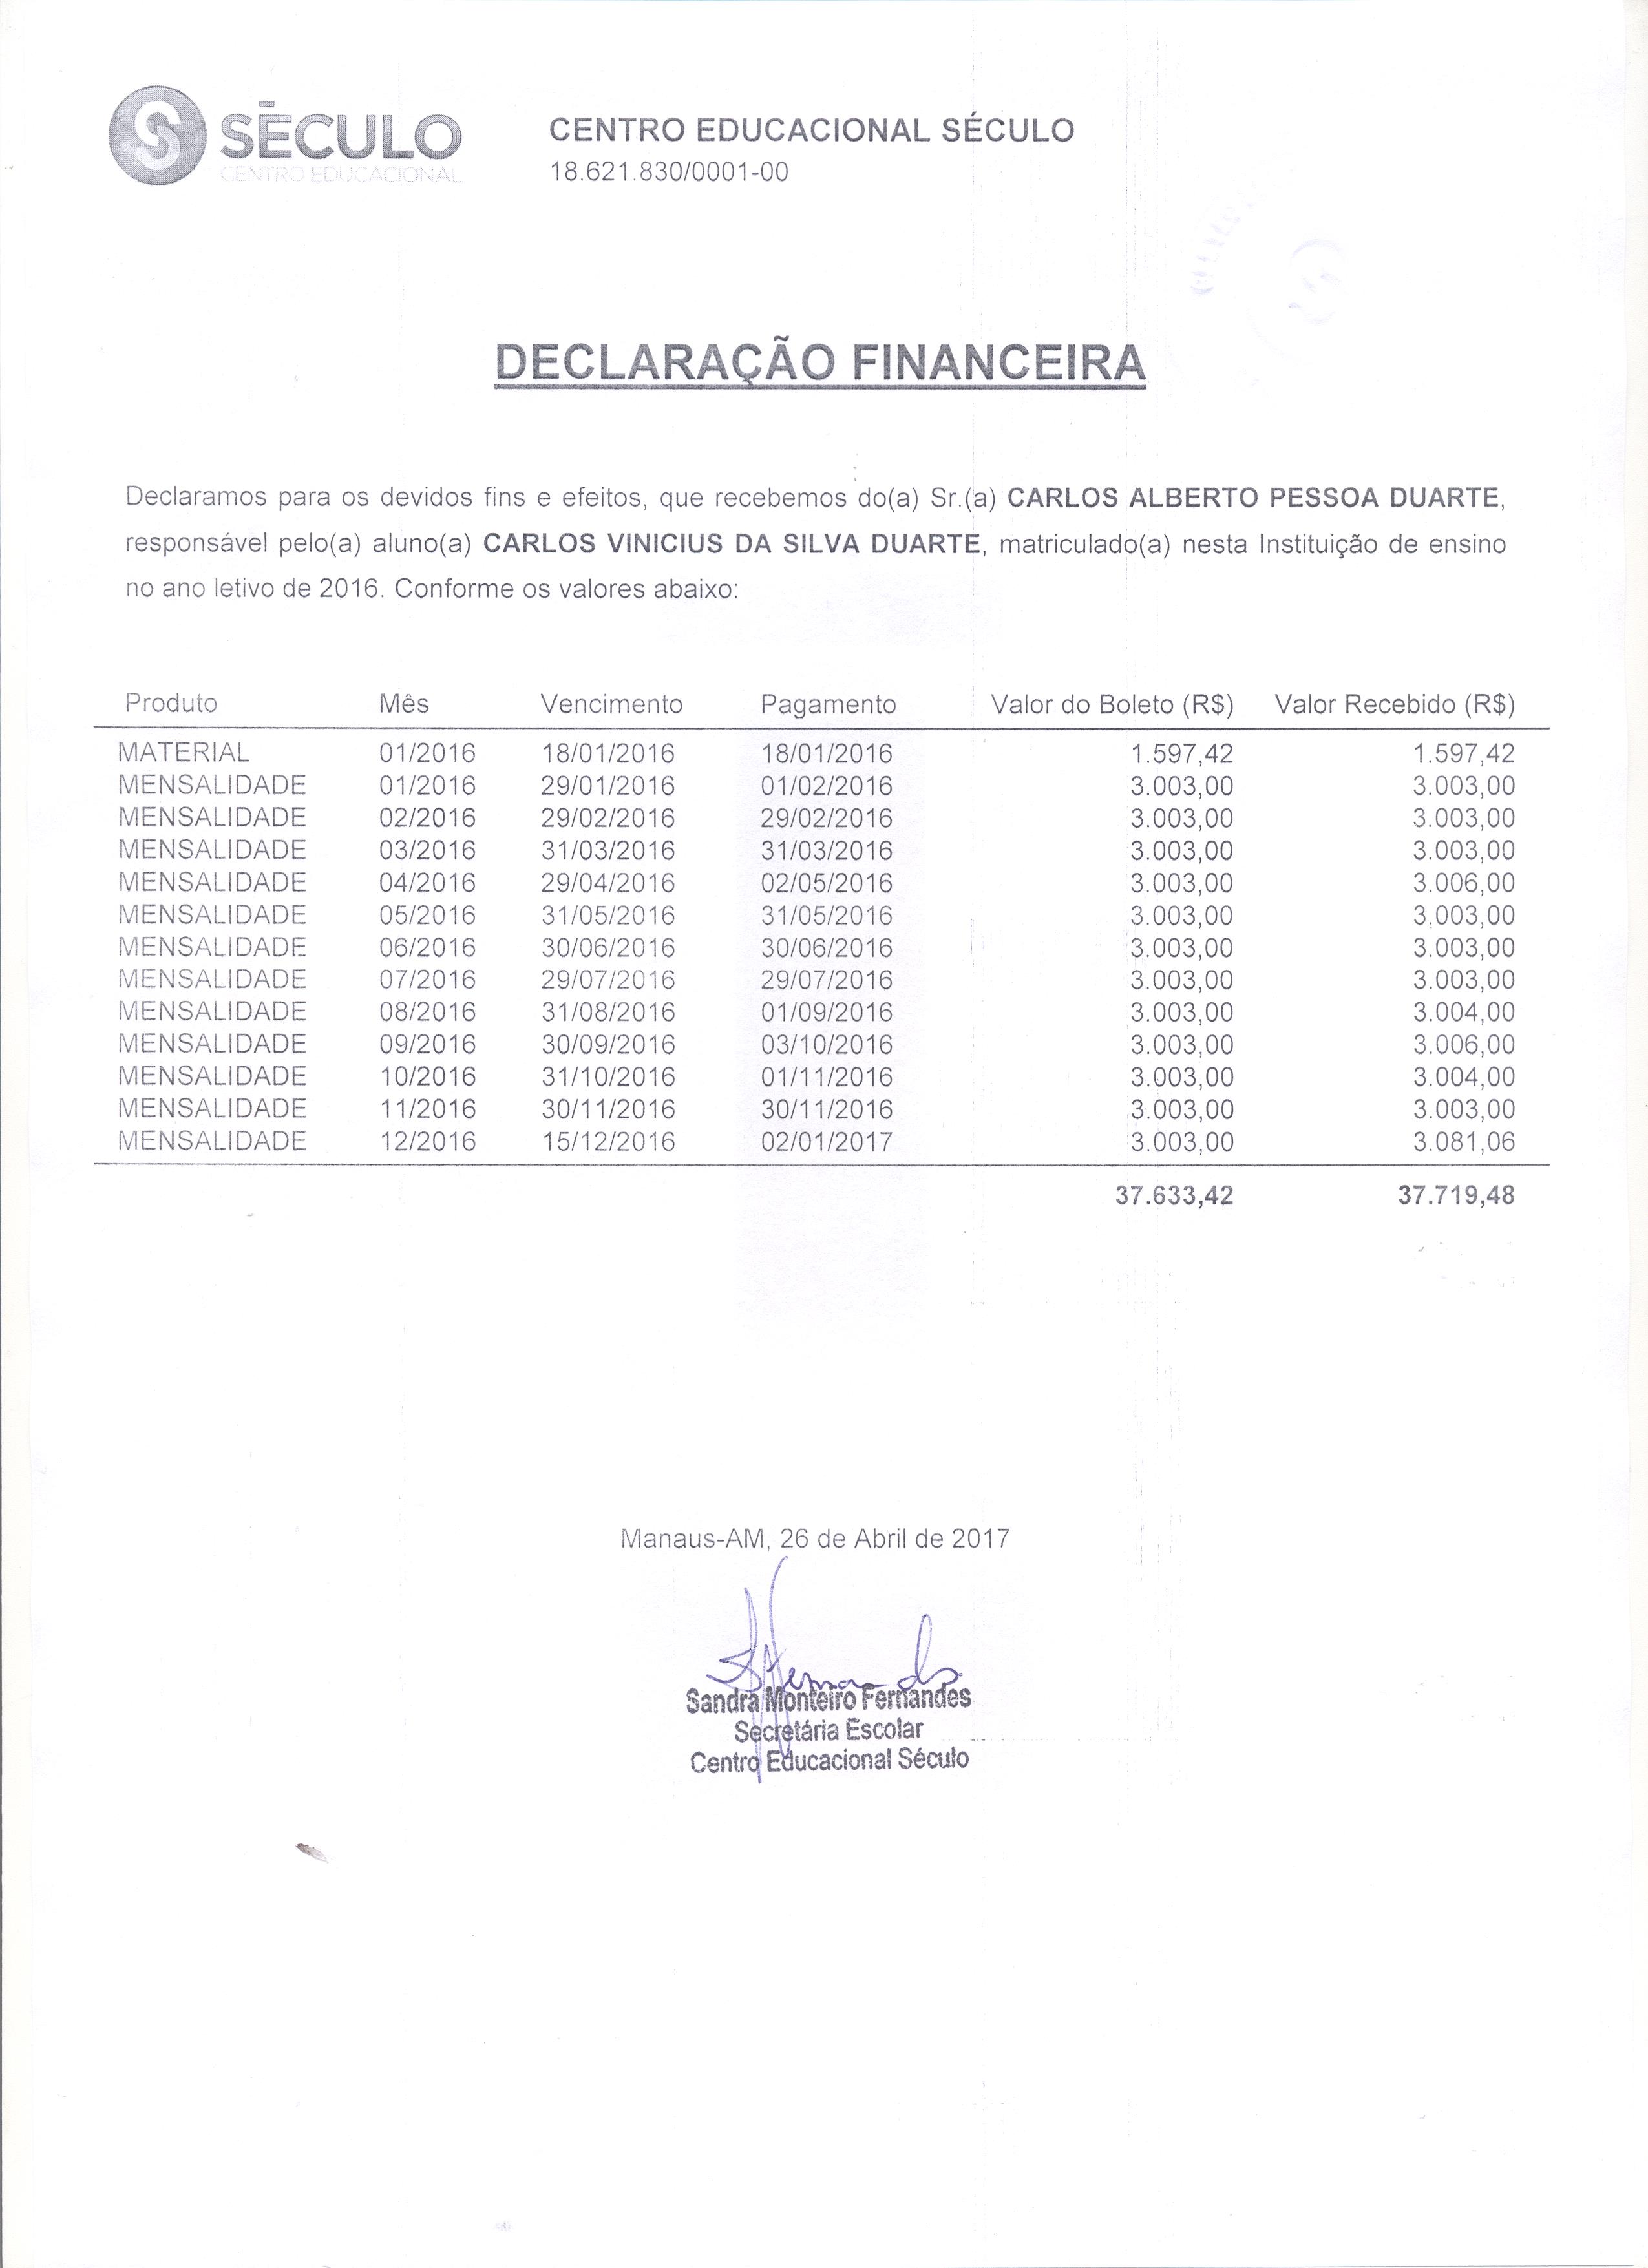 SÉCULO
CENTRO EDUCACIONAL
CENTRO EDUCACIONAL SÉCULO
18.621.830/0001-00
DECLARAÇÃO FINANCEIRA
Declaramos para os devidos fins e efeitos, que recebemos do(a) Sr.(a) CARLOS ALBERTO PESSOA DUARTE,
responsável pelo(a) aluno(a) CARLOS VINICIUS DA SILVA DUARTE, matriculado(a) nesta Instituição de ensino
no ano letivo de 2016. Conforme os valores abaixo:
Produto Mês Vencimento Pagamento Valor do Boleto (R$) Valor Recebido (R$)
MATERIAL 01/2016 18/01/2016 18/01/2016 1.597,42 1.597,42
MENSALIDADE 01/2016 29/01/2016 01/02/2016 3.003,00 3.003,00
MENSALIDADE 02/2016 29/02/2016 29/02/2016 3.003,00 3.003,00
MENSALIDADE 03/2016 31/03/2016 31/03/2016 3.003,00 3.003,00
MENSALIDADE 04/2016 29/04/2016 02/05/2016 3.003,00 3.006,00
MENSALIDADE 05/2016 31/05/2016 31/05/2016 3.003,00 3.003,00
MENSALIDADE 06/2016 30/06/2016 30/06/2016 3.003,00 3.003,00
MENSALIDADE 07/2016 29/07/2016 29/07/2016 3.003,00 3.003,00
MENSALIDADE 08/2016 31/08/2016 01/09/2016 3.003,00 3.004,00
MENSALIDADE 09/2016 30/09/2016 03/10/2016 3.003,00 3.006,00
MENSALIDADE 10/2016 31/10/2016 01/11/2016 3.003,00 3.004,00
MENSALIDADE 11/2016 30/11/2016 30/11/2016 3.003,00 3.003,00
MENSALIDADE 12/2016 15/12/2016 02/01/2017 3.003,00 3.081,06
37.633,42 37.719,48
Manaus-AM, 26 de Abril de 2017
Sandra Monteiro Fernandes
Secretária Escolar
Centro Educacional Século